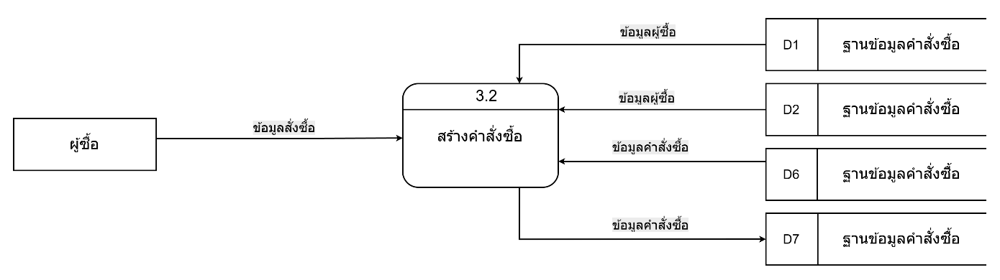 ข้อมูลผู้ซื้อ
D1 ฐานข้อมูลคำสั่งซื้อ
3.2
ข้อมูลผู้ซื้อ
D2 ฐานข้อมูลคำสั่งซื้อ
ข้อมูลสั่งซื้อ
ผู้ซื้อ
สร้างคำสั่งซื้อ
ข้อมูลคำสั่งซื้อ
D6 ฐานข้อมูลคำสั่งซื้อ
ข้อมูลคำสั่งซื้อ
D7 ฐานข้อมูลคำสั่งซื้อ